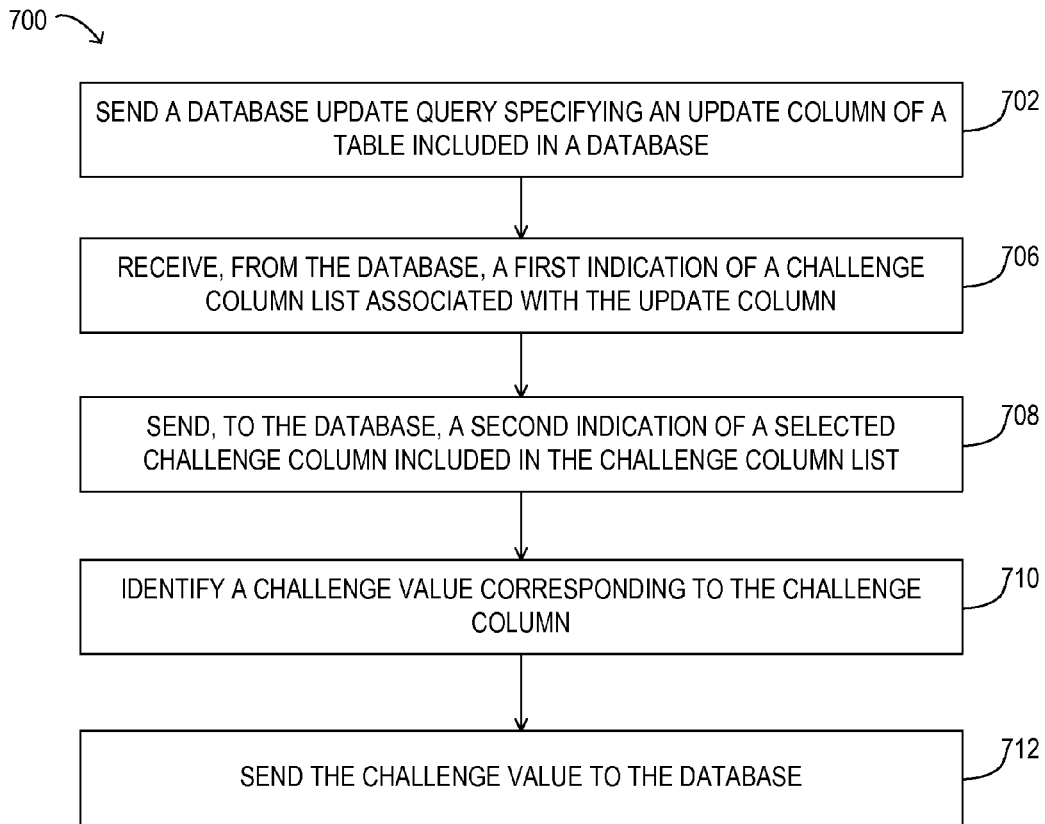 700
SEND A DATABASE UPDATE QUERY SPECIFYING AN UPDATE COLUMN OF A
TABLE INCLUDED IN A DATABASE
702
RECEIVE, FROM THE DATABASE, A FIRST INDICATION OF A CHALLENGE
COLUMN LIST ASSOCIATED WITH THE UPDATE COLUMN
706
SEND, TO THE DATABASE, A SECOND INDICATION OF A SELECTED
CHALLENGE COLUMN INCLUDED IN THE CHALLENGE COLUMN LIST
708
IDENTIFY A CHALLENGE VALUE CORRESPONDING TO THE CHALLENGE
COLUMN
710
SEND THE CHALLENGE VALUE TO THE DATABASE
712